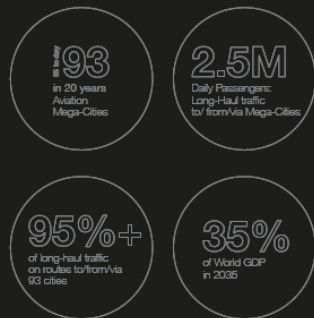 93
in 20 years
Aviation
Mega-Cities
2.5M
Daily Passengers:
Long-Haul traffic
to/ from/via Mega-Cities
95%+
of long-haul traffic
on routes to/from/via
93 cities
35%
of World GDP
in 2035